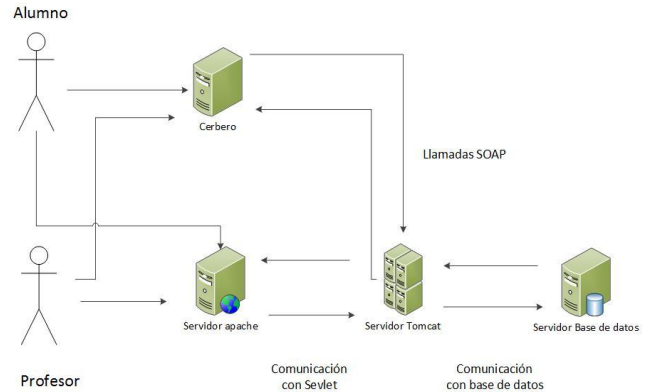 Alumno
Cerbero
Llamadas SOAP
Servidor apache
Servidor Tomcat
Servidor Base de datos
Profesor
Comunicación
con Sevlet
Comunicación
con base de datos